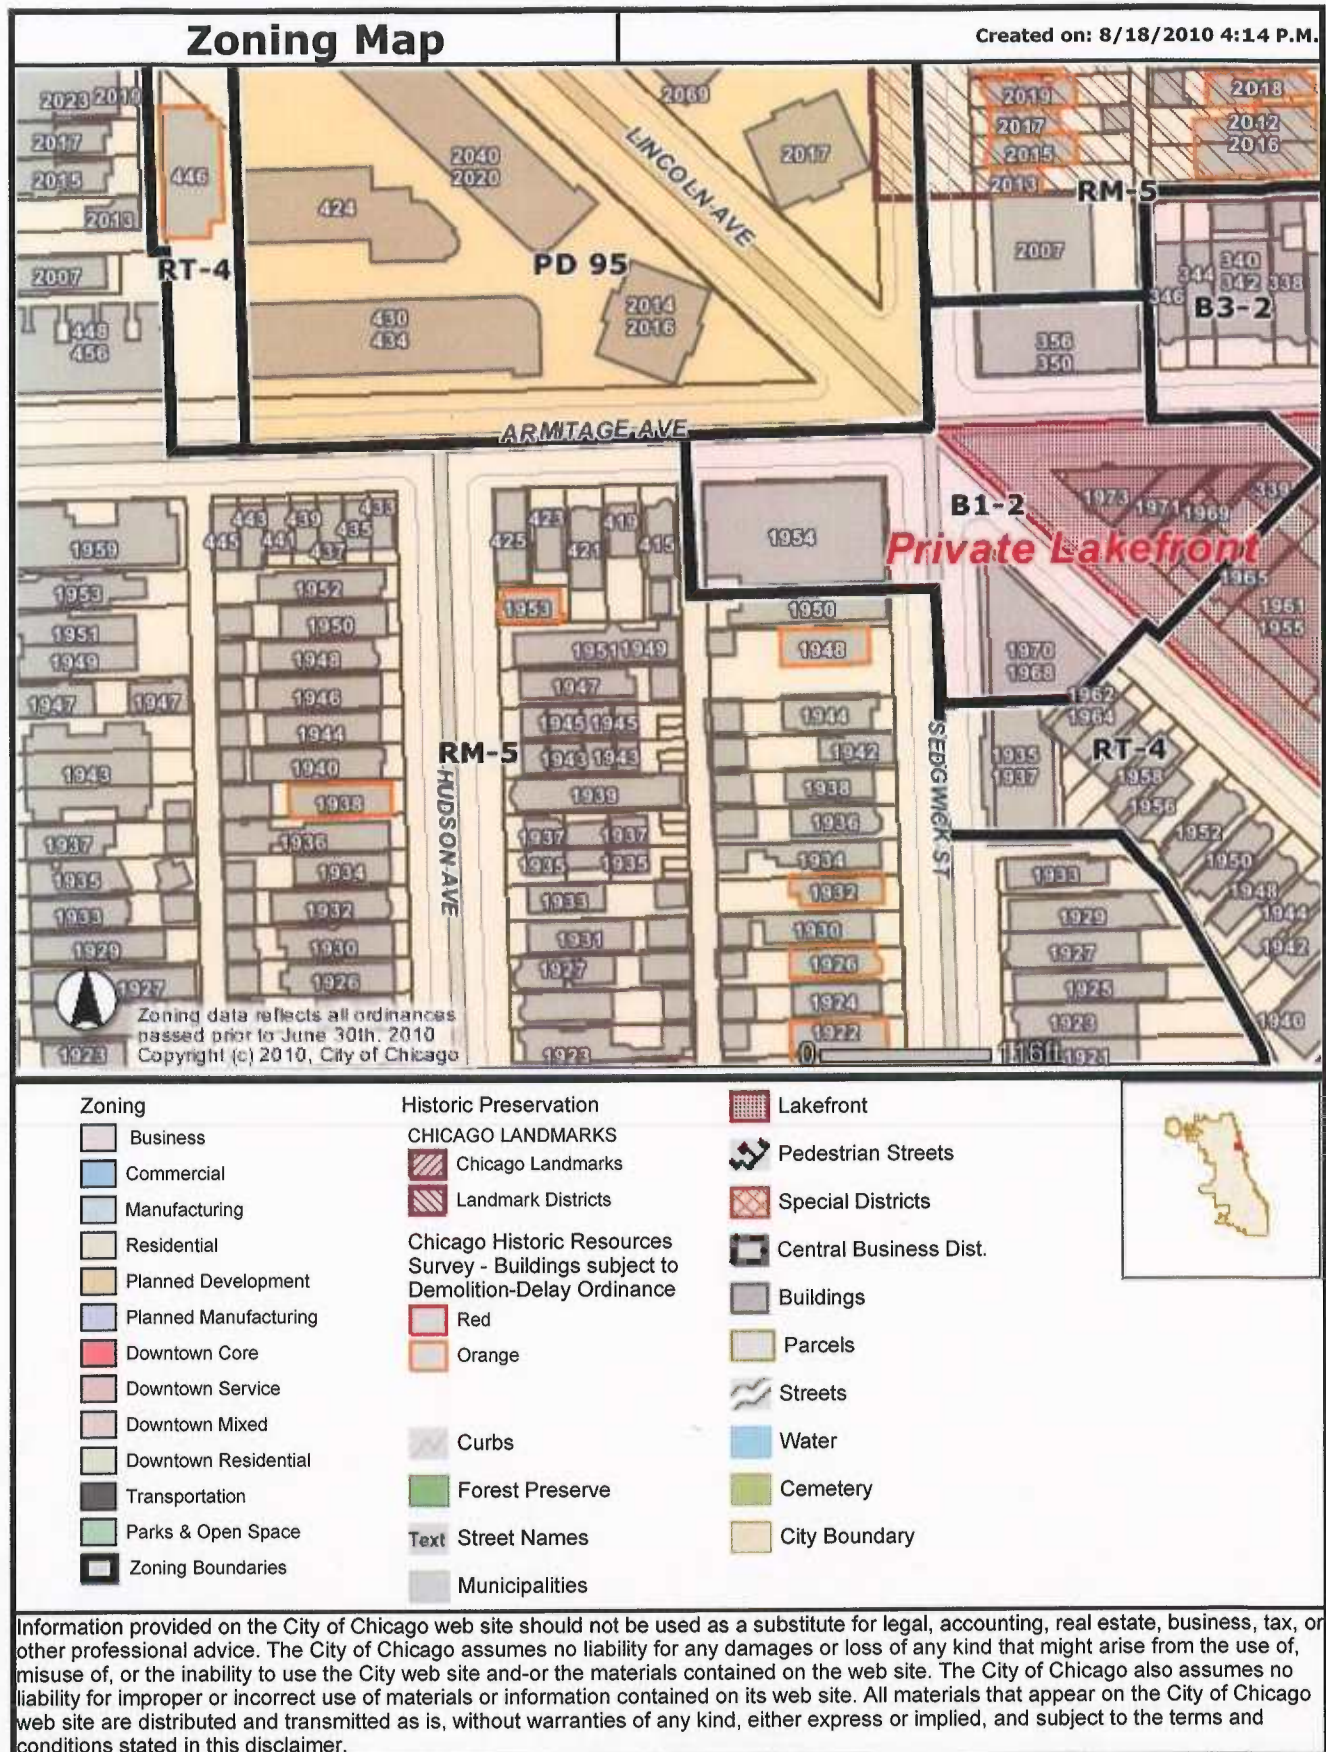 Zoning Map
Created on: 8/18/2010 4:14 P.M.
2023 2019
2017
2015
2013
2007
448
456
446
RT-4
424
430
434
2040
2020
PD 95
2014
2016
LINCOLN AVE
2069
2017
2019
2017
2015
2013
2018
2012
2016
RM-5
2007
344
340
342
338
346
B3-2
356
350
ARMITAGE AVE
1973
1971
1969
339
B1-2
Private Lakefront
1965
1961
1955
1954
443
439
433
435
445
441
437
425
423
421
419
415
1959
1953
1951
1949
1947
1947
1943
1937
1935
1933
1929
1927
1923
1952
1950
1948
1946
1944
1940
1938
1936
1934
1932
1930
1926
HUDSON AVE
RM-5
1953
1951 1949
1947
1945 1945
1943 1943
1939
1937 1937
1935 1935
1933
1931
1927
1923
1950
1948
1944
1942
1938
1936
1934
1932
1930
1926
1924
1922
SEDGWICK ST
1970
1968
1962
1964
1935
1937
RT-4
1958
1956
1952
1950
1948
1944
1942
1940
1933
1929
1927
1925
1923
1921
Zoning data reflects all ordinances
passed prior to June 30th, 2010
Copyright (c) 2010, City of Chicago
0
116ft
Zoning
Business
Commercial
Manufacturing
Residential
Planned Development
Planned Manufacturing
Downtown Core
Downtown Service
Downtown Mixed
Downtown Residential
Transportation
Parks & Open Space
Zoning Boundaries
Historic Preservation
CHICAGO LANDMARKS
Chicago Landmarks
Landmark Districts
Chicago Historic Resources
Survey - Buildings subject to
Demolition-Delay Ordinance
Red
Orange
Curbs
Forest Preserve
Text Street Names
Municipalities
Lakefront
Pedestrian Streets
Special Districts
Central Business Dist.
Buildings
Parcels
Streets
Water
Cemetery
City Boundary
Information provided on the City of Chicago web site should not be used as a substitute for legal, accounting, real estate, business, tax, or
other professional advice. The City of Chicago assumes no liability for any damages or loss of any kind that might arise from the use of,
misuse of, or the inability to use the City web site and-or the materials contained on the web site. The City of Chicago also assumes no
liability for improper or incorrect use of materials or information contained on its web site. All materials that appear on the City of Chicago
web site are distributed and transmitted as is, without warranties of any kind, either express or implied, and subject to the terms and
conditions stated in this disclaimer.